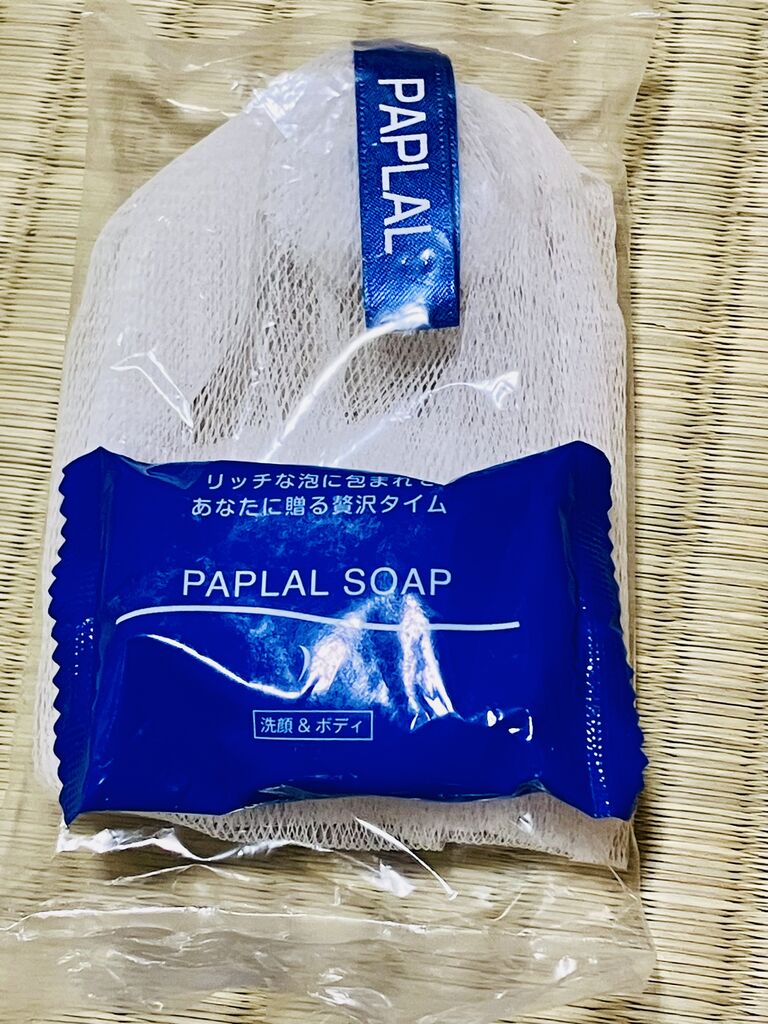 PAPLAL
リッチな泡に包まれて
あなたに贈る贅沢タイム
PAPLAL SOAP
洗顔 & ボディ